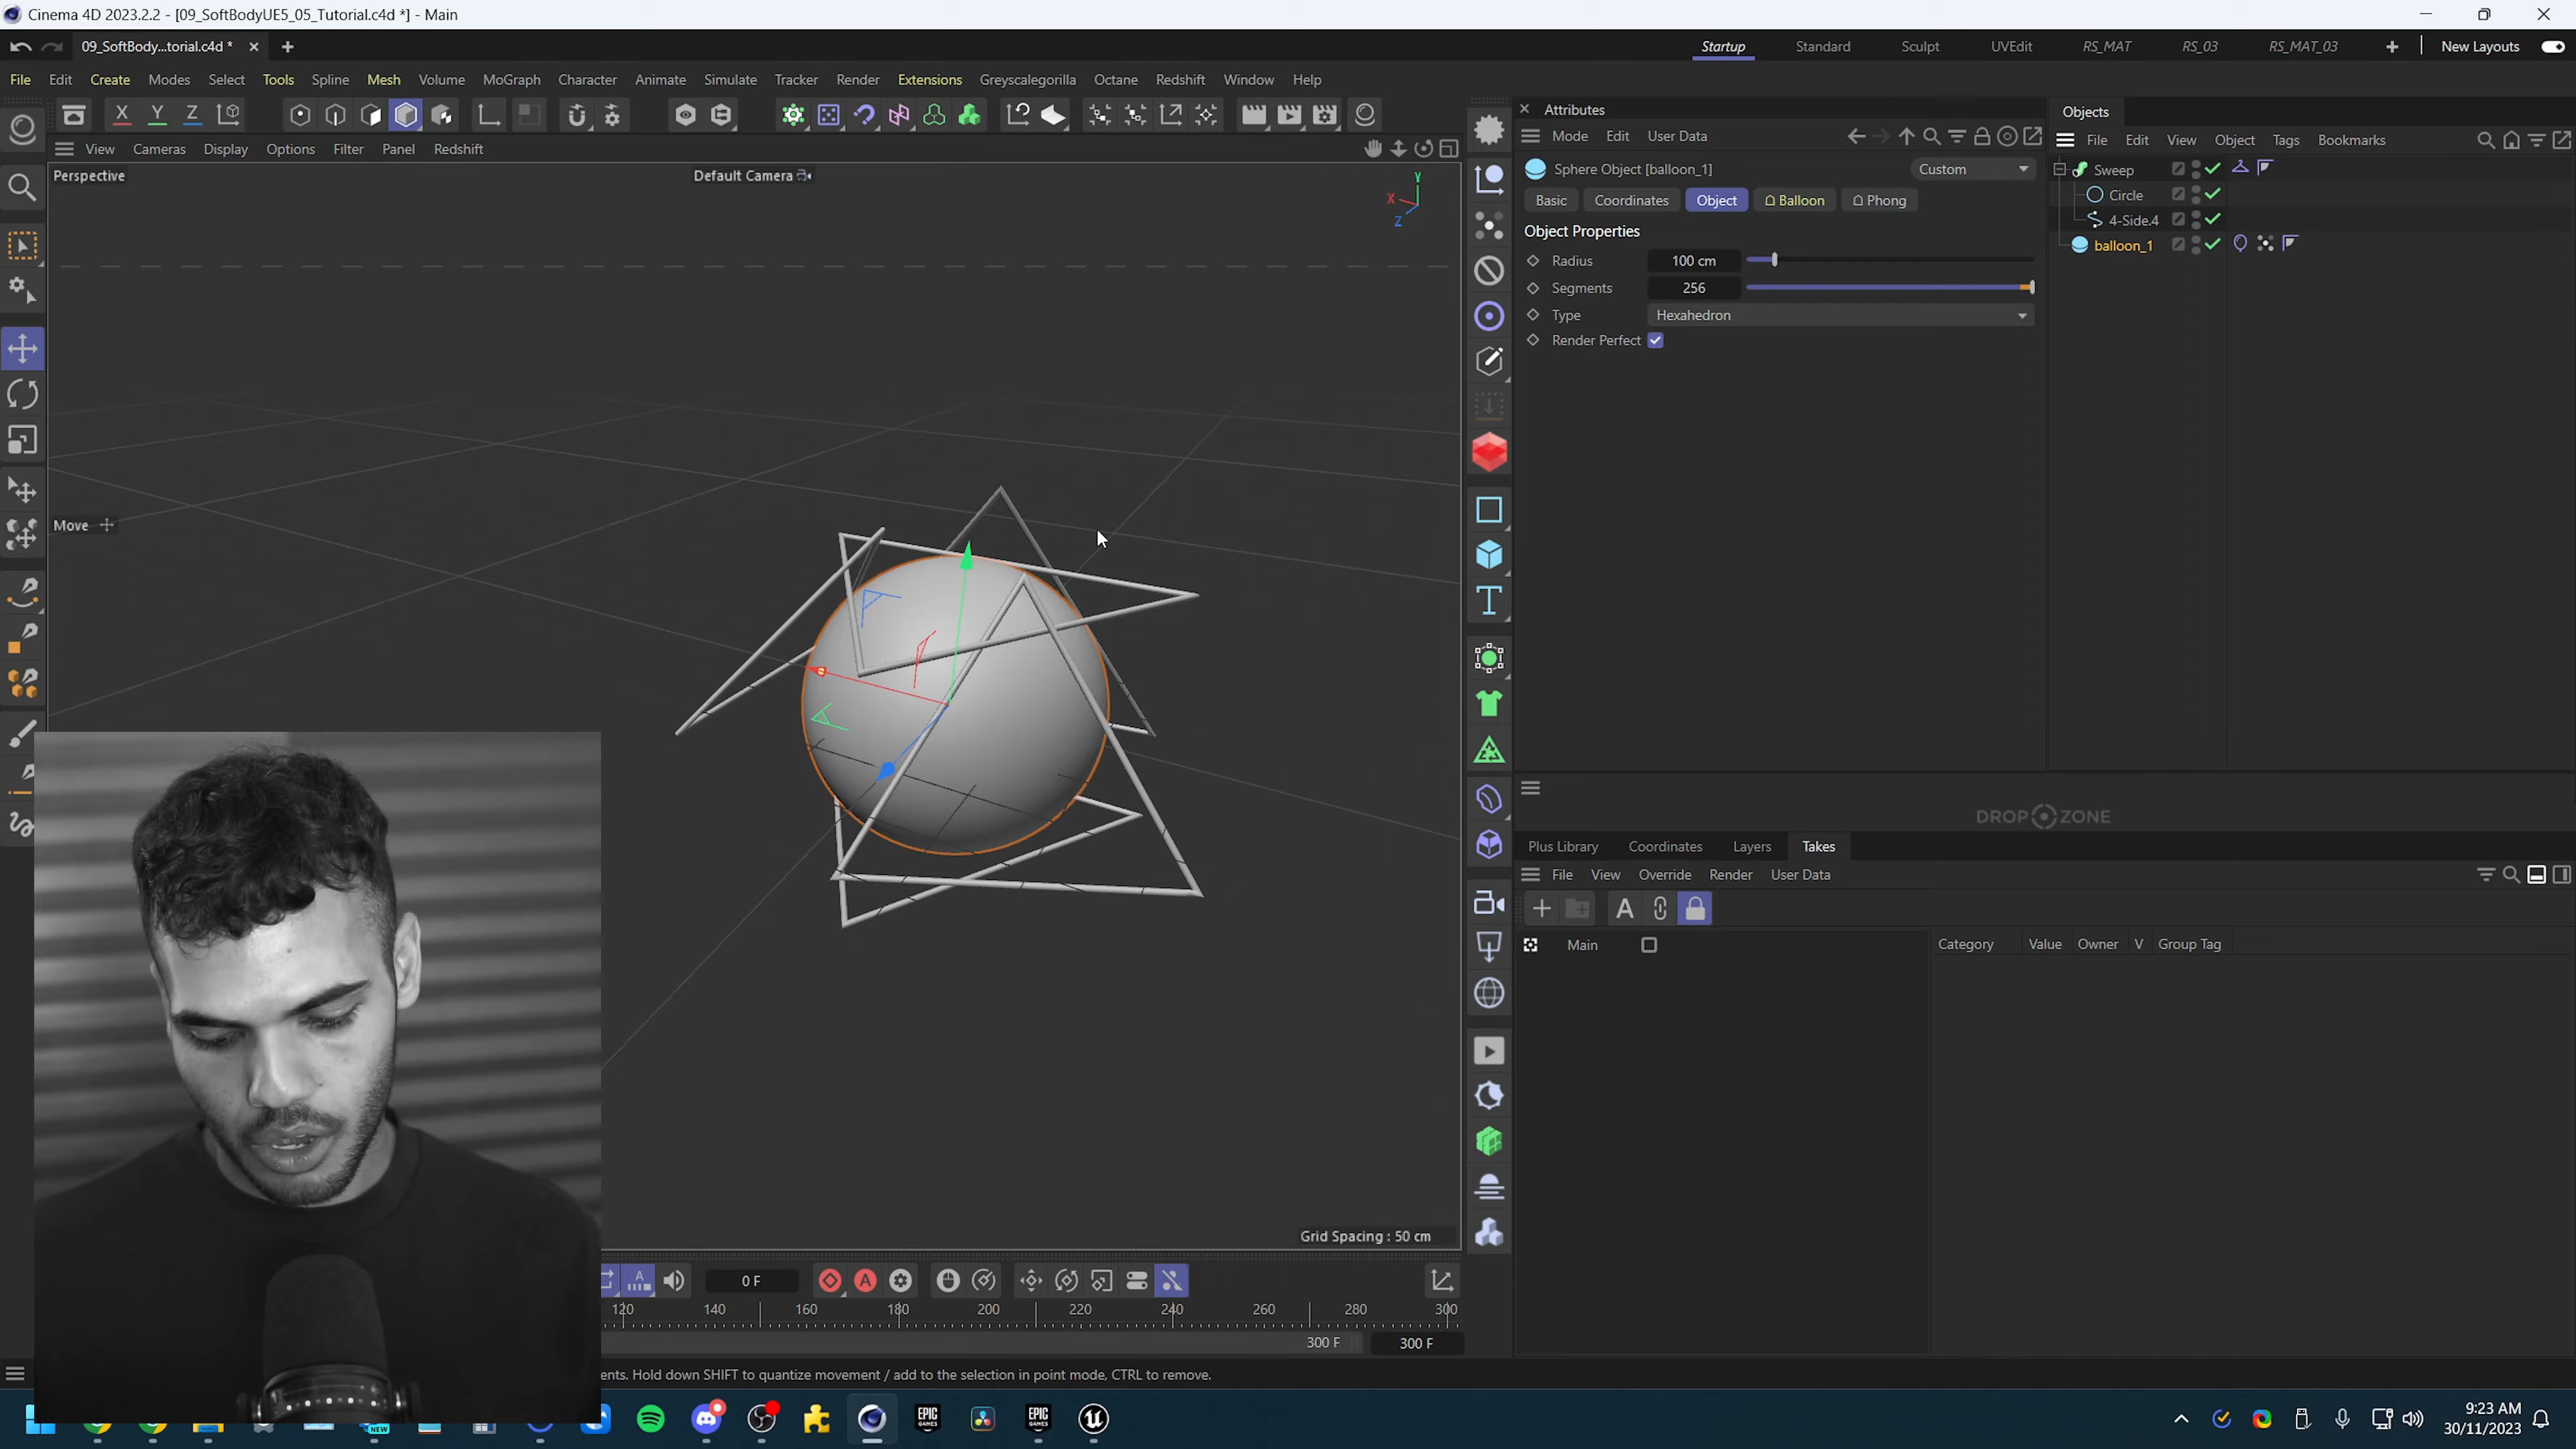 Cinema 4D 2023.2.2 - [09_SoftBodyUE5_05_Tutorial.c4d *] - Main
09_SoftBody...torial.c4d *
Startup Standard Sculpt UVEdit RS_MAT RS_03 RS_MAT_03 New Layouts
File Edit Create Modes Select Tools Spline Mesh Volume MoGraph Character Animate Simulate Tracker Render Extensions Greyscalegorilla Octane Redshift Window Help
X Y Z
View Cameras Display Options Filter Panel Redshift
Perspective
Default Camera
Y
X
Z
Move
Grid Spacing : 50 cm
Attributes
Mode Edit User Data
Sphere Object [balloon_1]
Custom
Basic Coordinates Object Balloon Phong
Object Properties
Radius 100 cm
Segments 256
Type Hexahedron
Render Perfect
Objects
File Edit View Object Tags Bookmarks
Sweep
Circle
4-Side.4
balloon_1
DROP ZONE
Plus Library Coordinates Layers Takes
File View Override Render User Data
A
Main
Category Value Owner V Group Tag
0 F
120 140 160 180 200 220 240 260 280 300
300 F 300 F
ents. Hold down SHIFT to quantize movement / add to the selection in point mode, CTRL to remove.
NEW
EPIC GAMES
EPIC GAMES
9:23 AM
30/11/2023